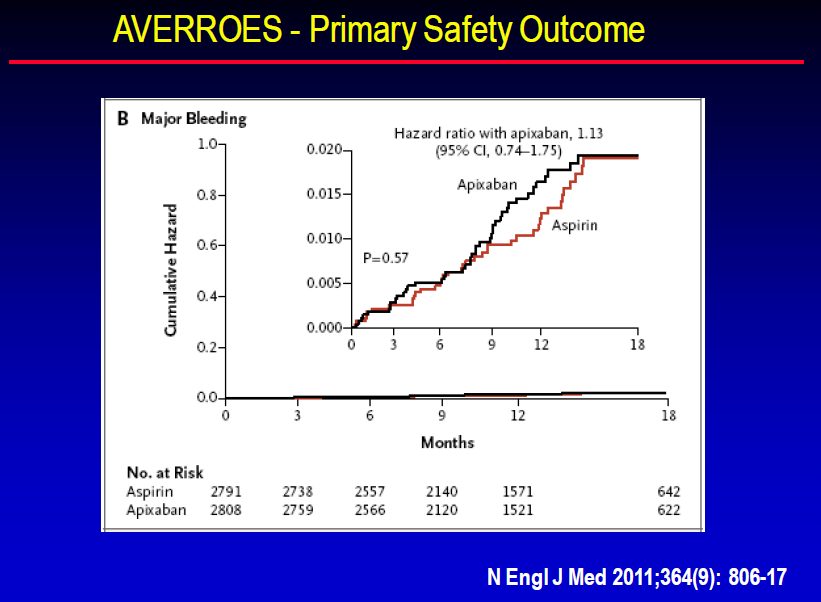 AVERROES - Primary Safety Outcome
B Major Bleeding
Cumulative Hazard
1.0
0.8
0.6
0.4
0.2
0.0
0 3 6 9 12 18
Months
Hazard ratio with apixaban, 1.13
(95% CI, 0.74–1.75)
0.020
0.015
0.010
0.005
0.000
Apixaban
Aspirin
P=0.57
0 3 6 9 12 18
No. at Risk
Aspirin 2791 2738 2557 2140 1571 642
Apixaban 2808 2759 2566 2120 1521 622
N Engl J Med 2011;364(9): 806-17